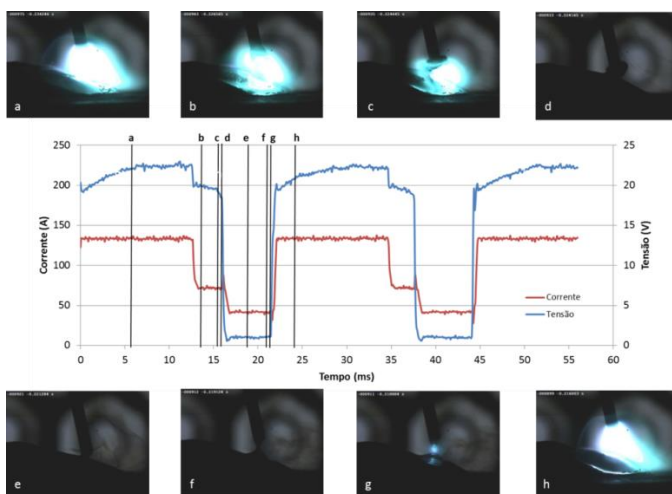 a
b
c
d
a b c d e f g h
250
200
150
100
50
0
Corrente (A)
25
20
15
10
5
0
Tensão (V)
Corrente
Tensão
0 5 10 15 20 25 30 35 40 45 50 55 60
Tempo (ms)
e
f
g
h